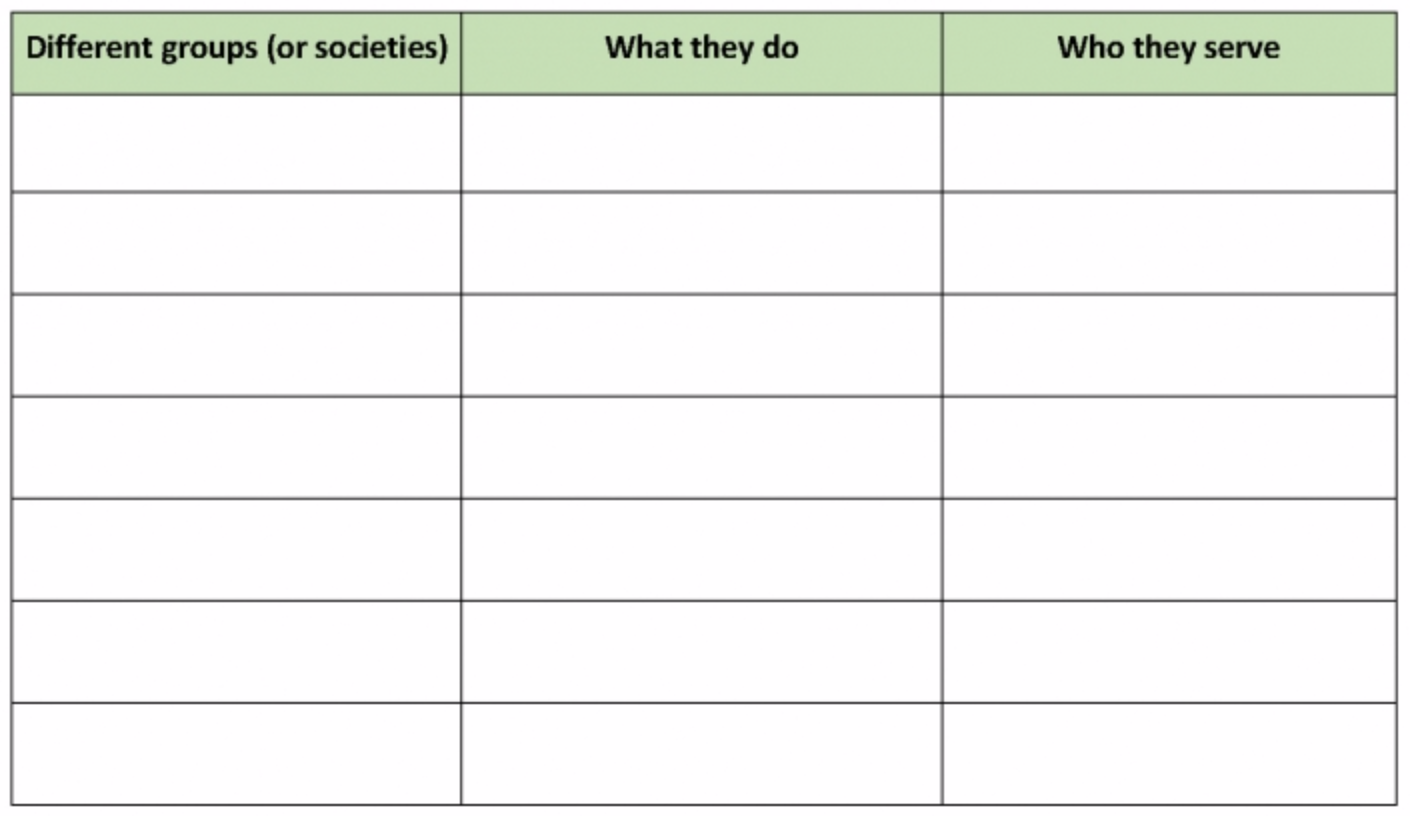 Different groups (or societies)
What they do
Who they serve